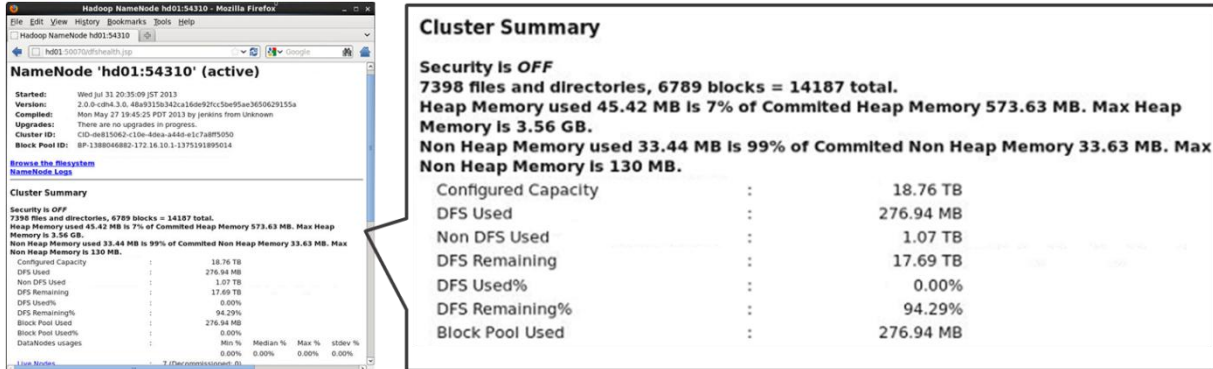 Hadoop NameNode hd01:54310 - Mozilla Firefox
File Edit View History Bookmarks Tools Help
Hadoop NameNode hd01:54310
hd01:50070/dfshealth.jsp
Google
NameNode 'hd01:54310' (active)
Started: Wed Jul 31 20:35:09 JST 2013
Version: 2.0.0-cdh4.3.0, 48a9315b342ca16de92fcc5be95ae3650629155a
Compiled: Mon May 27 19:45:25 PDT 2013 by jenkins from Unknown
Upgrades: There are no upgrades in progress.
Cluster ID: CID-de815062-c10e-4dea-a44d-e1c7a8ff5050
Block Pool ID: BP-1388046882-172.16.10.1-1375191895014
Browse the filesystem
NameNode Logs
Cluster Summary
Security is OFF
7398 files and directories, 6789 blocks = 14187 total.
Heap Memory used 45.42 MB is 7% of Commited Heap Memory 573.63 MB. Max Heap
Memory is 3.56 GB.
Non Heap Memory used 33.44 MB is 99% of Commited Non Heap Memory 33.63 MB. Max
Non Heap Memory is 130 MB.
Configured Capacity : 18.76 TB
DFS Used : 276.94 MB
Non DFS Used : 1.07 TB
DFS Remaining : 17.69 TB
DFS Used% : 0.00%
DFS Remaining% : 94.29%
Block Pool Used : 276.94 MB
Block Pool Used% : 0.00%
DataNodes usages : Min % Median % Max % stdev %
0.00% 0.00% 0.00% 0.00%
Live Nodes : 7 (Decommissioned: 0)
Cluster Summary
Security is OFF
7398 files and directories, 6789 blocks = 14187 total.
Heap Memory used 45.42 MB is 7% of Commited Heap Memory 573.63 MB. Max Heap
Memory is 3.56 GB.
Non Heap Memory used 33.44 MB is 99% of Commited Non Heap Memory 33.63 MB. Max
Non Heap Memory is 130 MB.
Configured Capacity : 18.76 TB
DFS Used : 276.94 MB
Non DFS Used : 1.07 TB
DFS Remaining : 17.69 TB
DFS Used% : 0.00%
DFS Remaining% : 94.29%
Block Pool Used : 276.94 MB